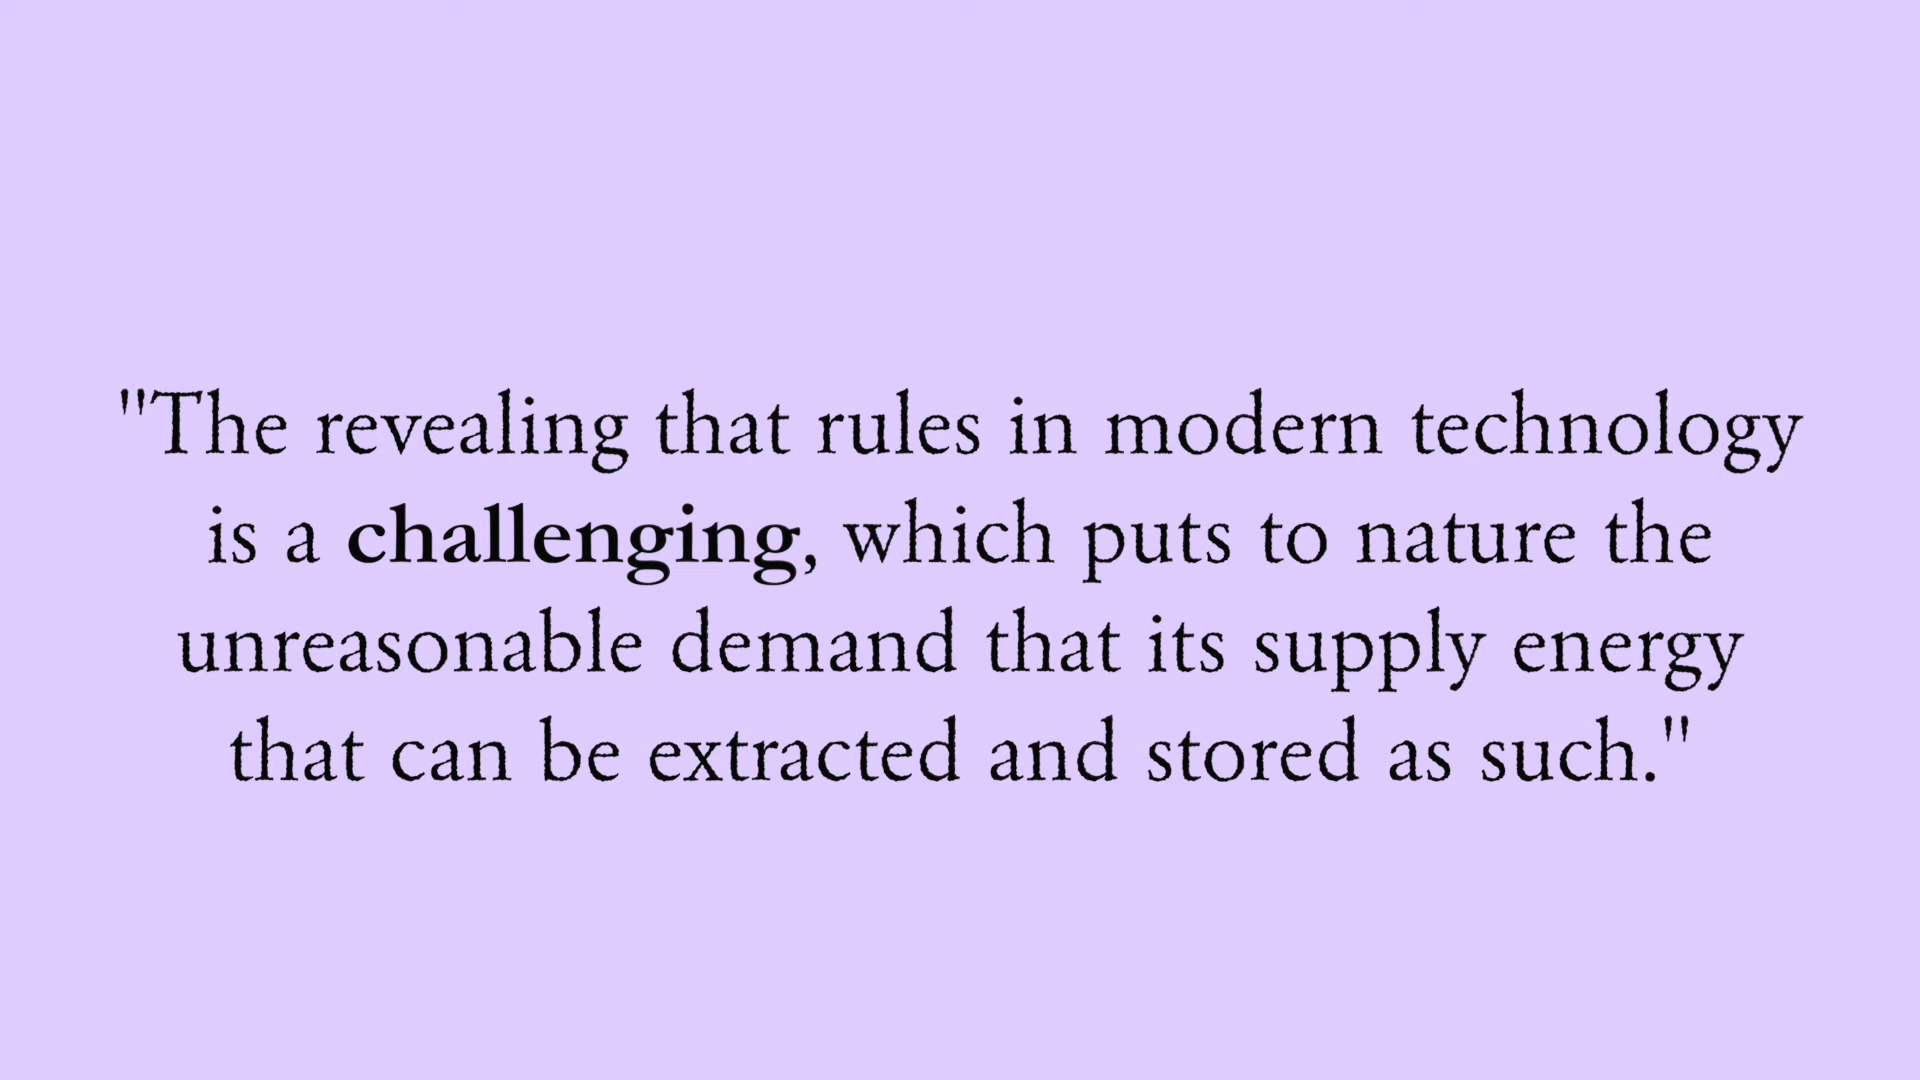 "The revealing that rules in modern technology
is a challenging, which puts to nature the
unreasonable demand that its supply energy
that can be extracted and stored as such."